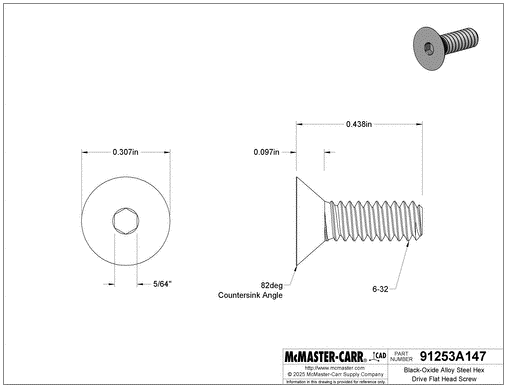 0.438in
0.307in
0.097in
5/64"
82deg
Countersink Angle
6-32
McMASTER-CARR® CAD
PART
NUMBER
91253A147
http://www.mcmaster.com
© 2025 McMaster-Carr Supply Company
Information in this drawing is provided for reference only.
Black-Oxide Alloy Steel Hex
Drive Flat Head Screw